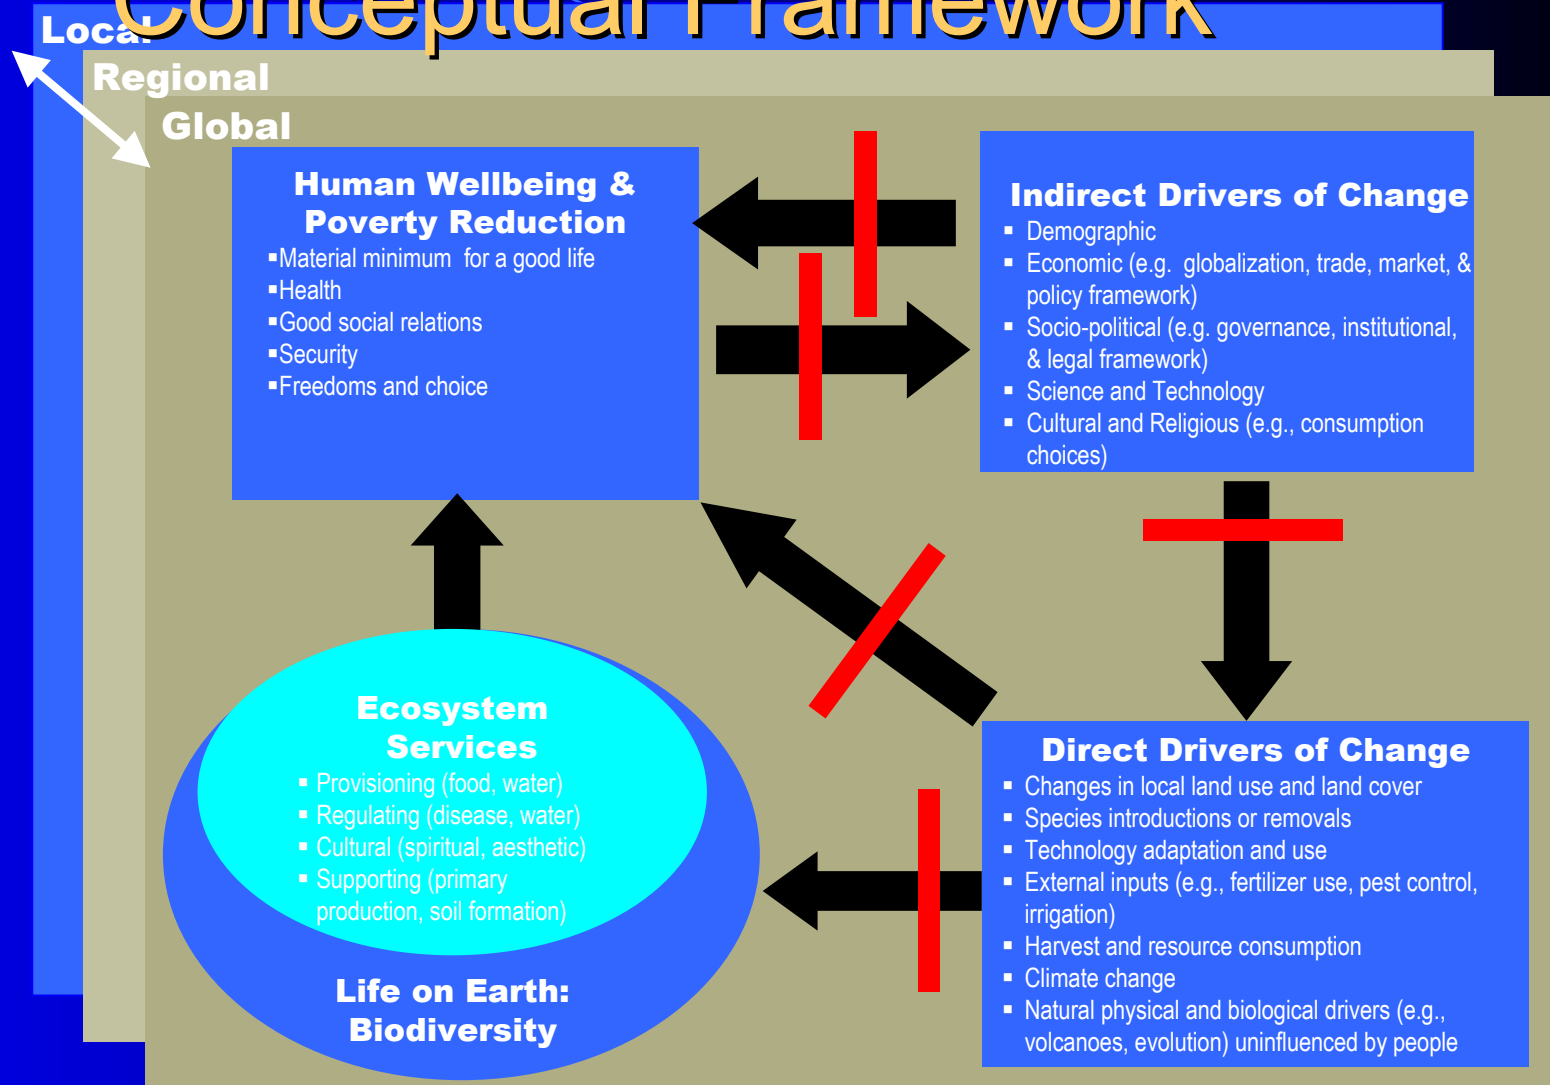 Conceptual Framework
Local
Regional
Global
Human Wellbeing &
Poverty Reduction
▪Material minimum  for a good life
▪Health
▪Good social relations
▪Security
▪Freedoms and choice
Indirect Drivers of Change
▪ Demographic
▪ Economic (e.g.  globalization, trade, market, &
policy framework)
▪ Socio-political (e.g. governance, institutional,
& legal framework)
▪ Science and Technology
▪ Cultural and Religious (e.g., consumption
choices)
Ecosystem
Services
▪ Provisioning (food, water)
▪ Regulating (disease, water)
▪ Cultural (spiritual, aesthetic)
▪ Supporting (primary
production, soil formation)
Life on Earth:
Biodiversity
Direct Drivers of Change
▪ Changes in local land use and land cover
▪ Species introductions or removals
▪ Technology adaptation and use
▪ External inputs (e.g., fertilizer use, pest control,
irrigation)
▪ Harvest and resource consumption
▪ Climate change
▪ Natural physical and biological drivers (e.g.,
volcanoes, evolution) uninfluenced by people